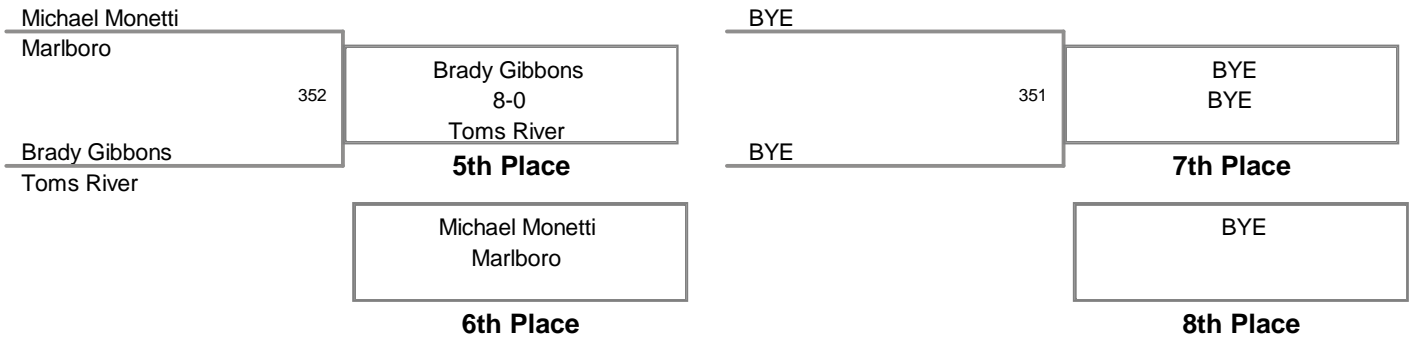 Michael Monetti
Marlboro
352
Brady Gibbons
8-0
Toms River
5th Place
Brady Gibbons
Toms River
Michael Monetti
Marlboro
6th Place
BYE
351
BYE
BYE
7th Place
BYE
BYE
8th Place